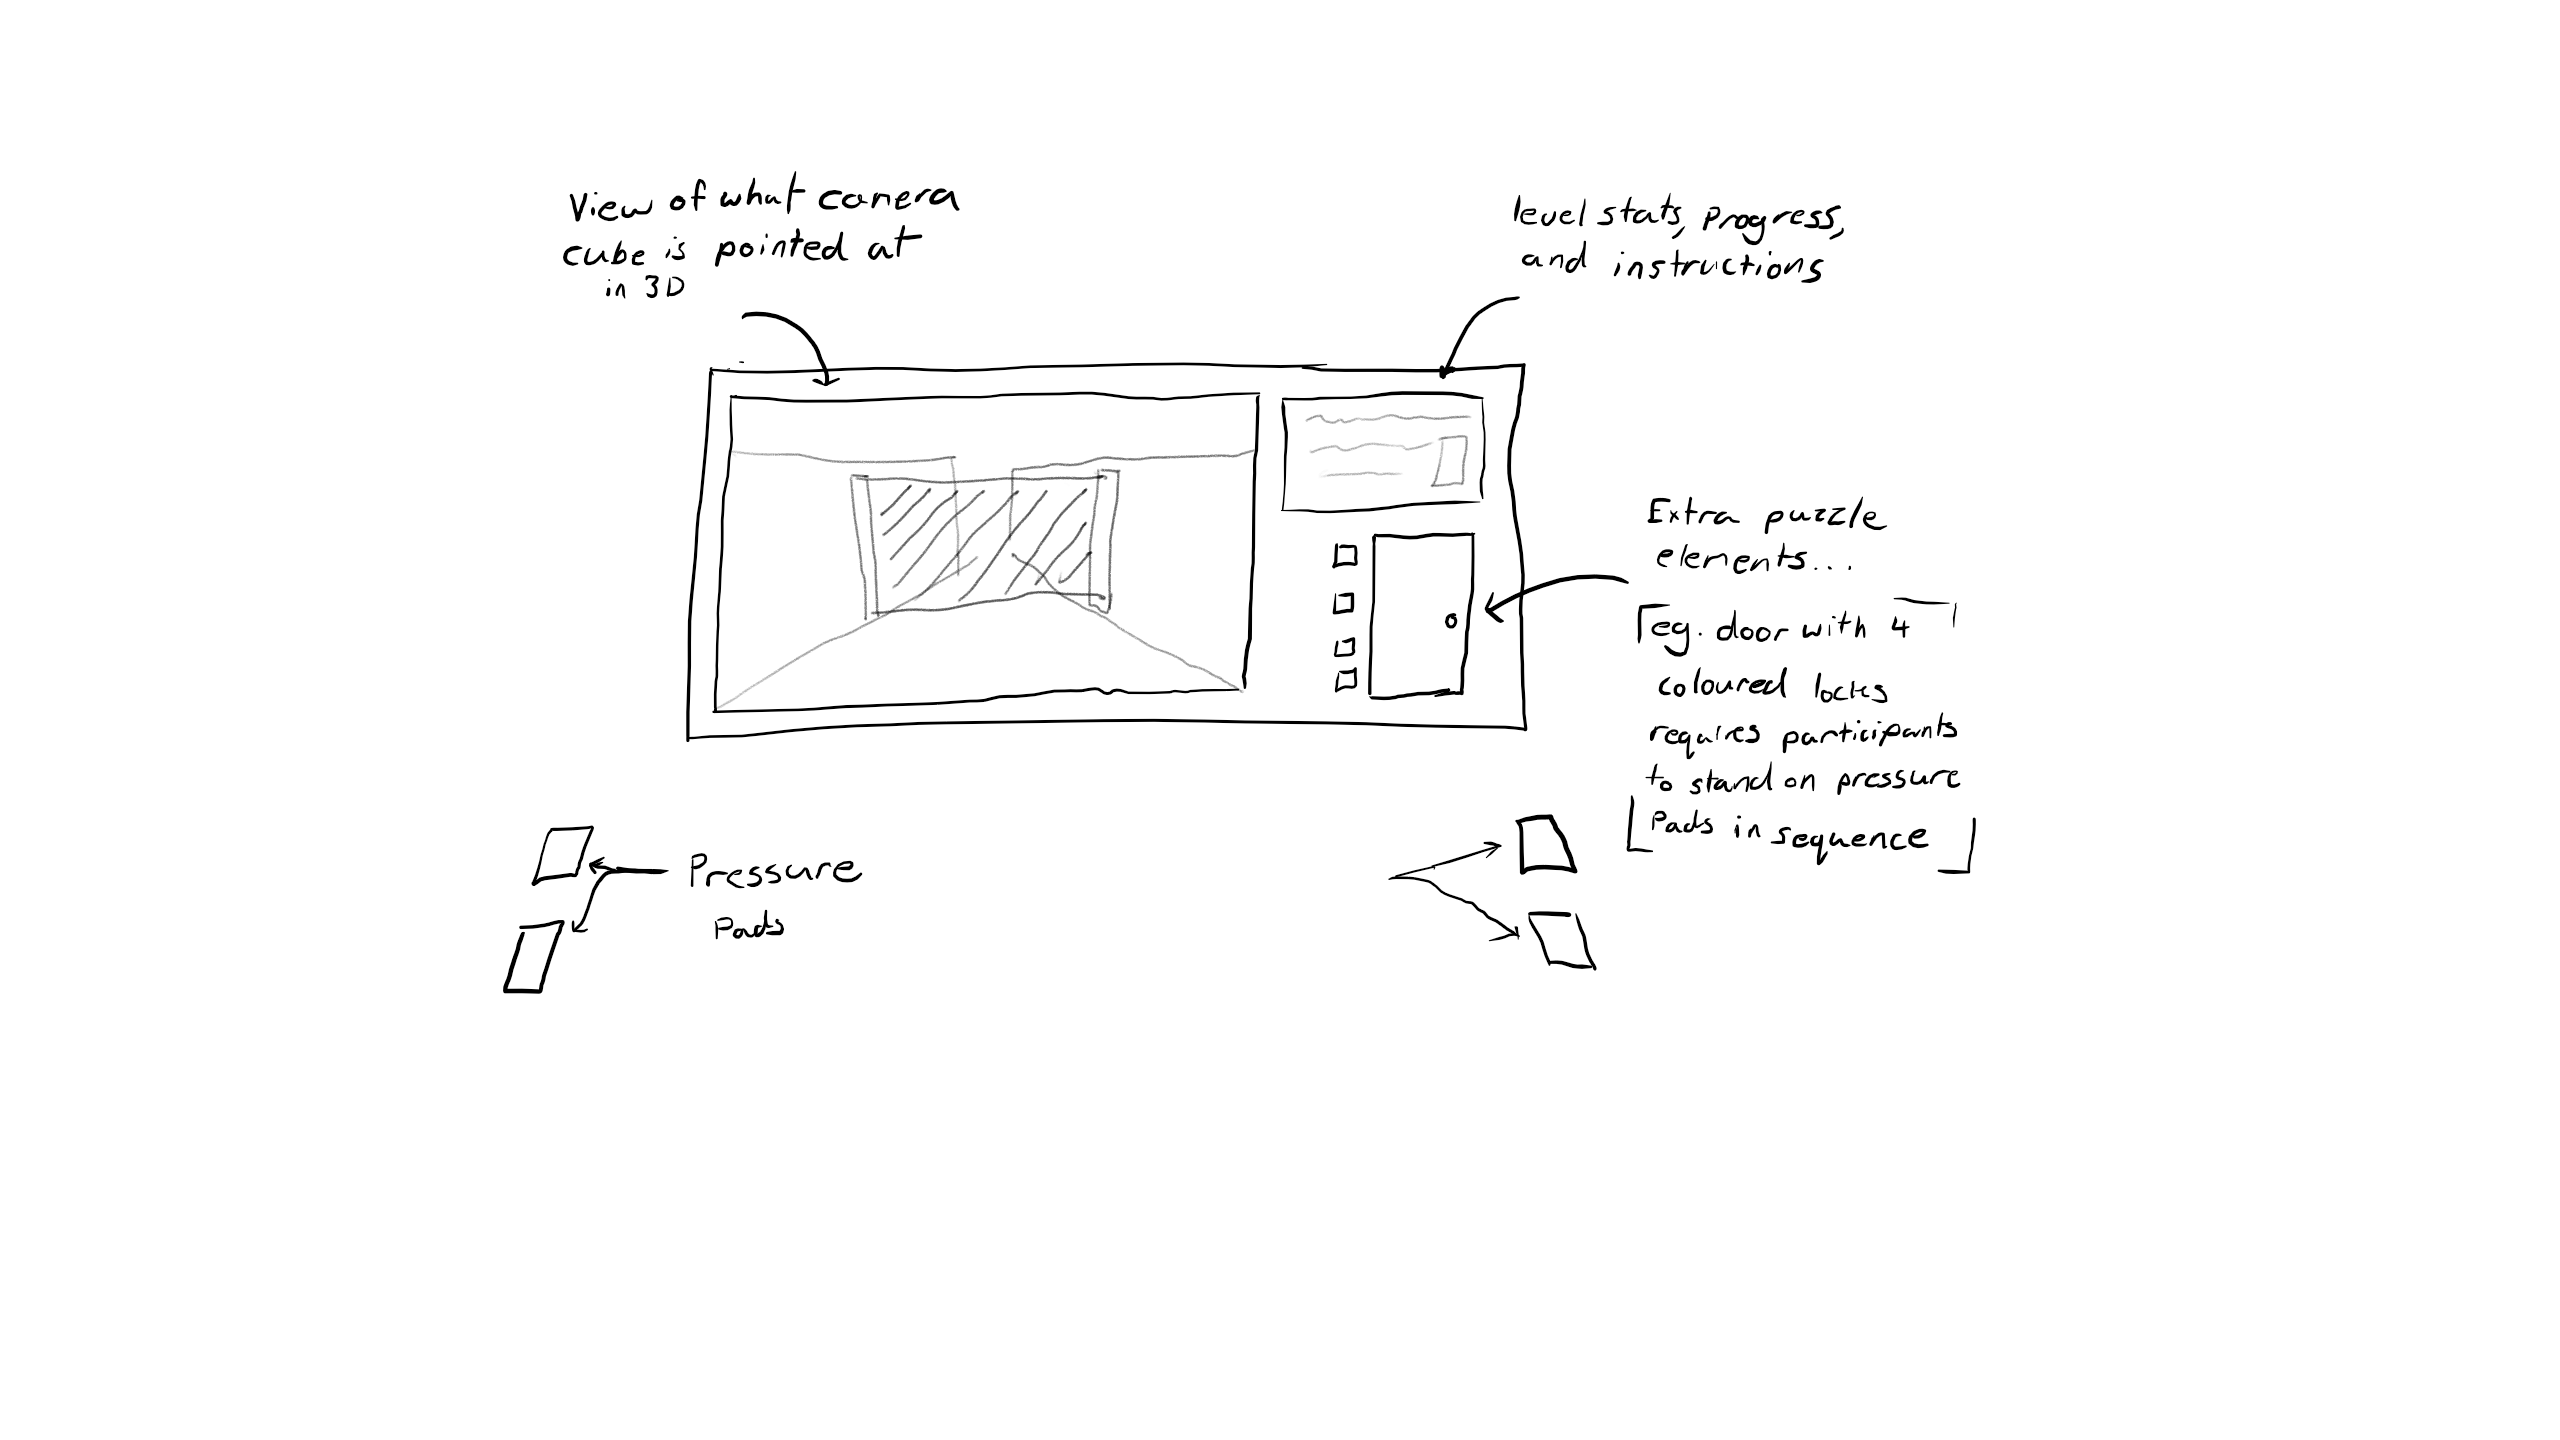 View of what camera
cube is pointed at
in 3D
level stats, Progress,
and instructions
Extra puzzle
elements...
eg. door with 4
coloured locks
requires participants
to stand on pressure
Pads in sequence
Pressure
Pads